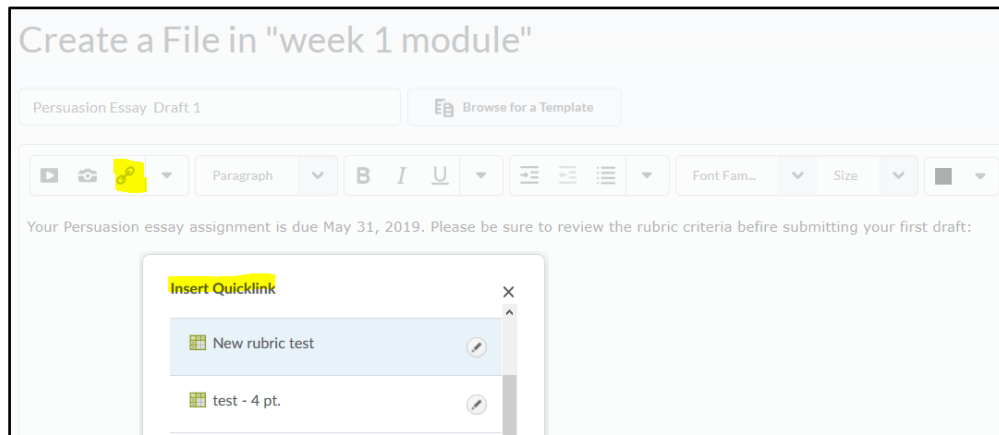 Create a File in "week 1 module"
Persuasion Essay Draft 1
Browse for a Template
Paragraph B I U Font Fam... Size
Your Persuasion essay assignment is due May 31, 2019. Please be sure to review the rubric criteria befire submitting your first draft:
Insert Quicklink
New rubric test
test - 4 pt.